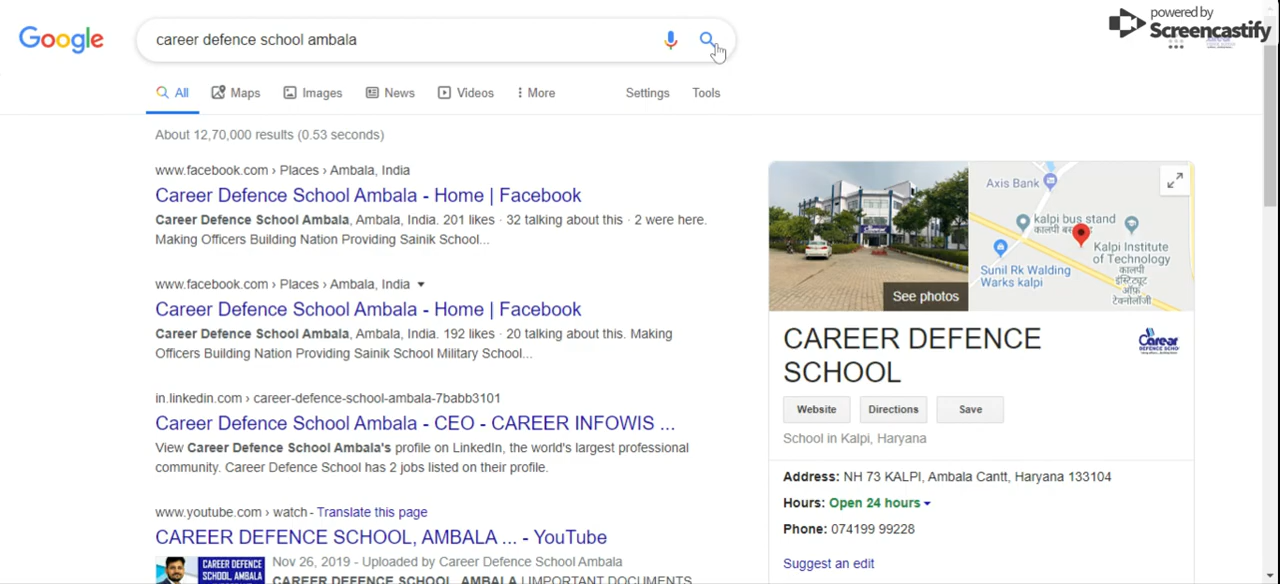 powered by
Screencastify
Google
career defence school ambala
All
Maps
Images
News
Videos
More
Settings
Tools
About 12,70,000 results (0.53 seconds)
www.facebook.com › Places › Ambala, India
Career Defence School Ambala - Home | Facebook
Career Defence School Ambala, Ambala, India. 201 likes · 32 talking about this · 2 were here.
Making Officers Building Nation Providing Sainik School...
www.facebook.com › Places › Ambala, India
Career Defence School Ambala - Home | Facebook
Career Defence School Ambala, Ambala, India. 192 likes · 20 talking about this. Making
Officers Building Nation Providing Sainik School Military School...
in.linkedin.com › career-defence-school-ambala-7babb3101
Career Defence School Ambala - CEO - CAREER INFOWIS ...
View Career Defence School Ambala's profile on LinkedIn, the world's largest professional
community. Career Defence School has 2 jobs listed on their profile.
www.youtube.com › watch - Translate this page
CAREER DEFENCE SCHOOL, AMBALA ... - YouTube
CAREER DEFENCE
SCHOOL, AMBALA
Nov 26, 2019 - Uploaded by Career Defence School Ambala
CAREER DEFENCE SCHOOL, AMBALA | IMPORTANT DOCUMENTS
Axis Bank
kalpi bus stand
कालपी
Kalpi Institute
of Technology
कालपी
इंस्टिट्यूट
ऑफ़
टेक्नोलॉजी
Sunil Rk Walding
Warks kalpi
See photos
CAREER DEFENCE
SCHOOL
Website
Directions
Save
School in Kalpi, Haryana
Address: NH 73 KALPI, Ambala Cantt, Haryana 133104
Hours: Open 24 hours
Phone: 074199 99228
Suggest an edit